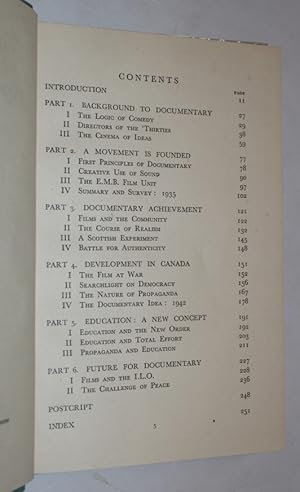 CONTENTS
PAGE
INTRODUCTION 11
PART 1. BACKGROUND TO DOCUMENTARY 27
I The Logic of Comedy 29
II Directors of the 'Thirties 38
III The Cinema of Ideas 59
PART 2. A MOVEMENT IS FOUNDED 77
I First Principles of Documentary 78
II Creative Use of Sound 90
III The E.M.B. Film Unit 97
IV Summary and Survey: 1935 102
PART 3. DOCUMENTARY ACHIEVEMENT 121
I Films and the Community 122
II The Course of Realism 132
III A Scottish Experiment 145
IV Battle for Authenticity 148
PART 4. DEVELOPMENT IN CANADA 151
I The Film at War 152
II Searchlight on Democracy 156
III The Nature of Propaganda 167
IV The Documentary Idea: 1942 178
PART 5. EDUCATION: A NEW CONCEPT 191
I Education and the New Order 192
II Education and Total Effort 203
III Propaganda and Education 211
PART 6. FUTURE FOR DOCUMENTARY 227
I Films and the I.L.O. 228
II The Challenge of Peace 236
POSTSCRIPT 248
INDEX 251
5